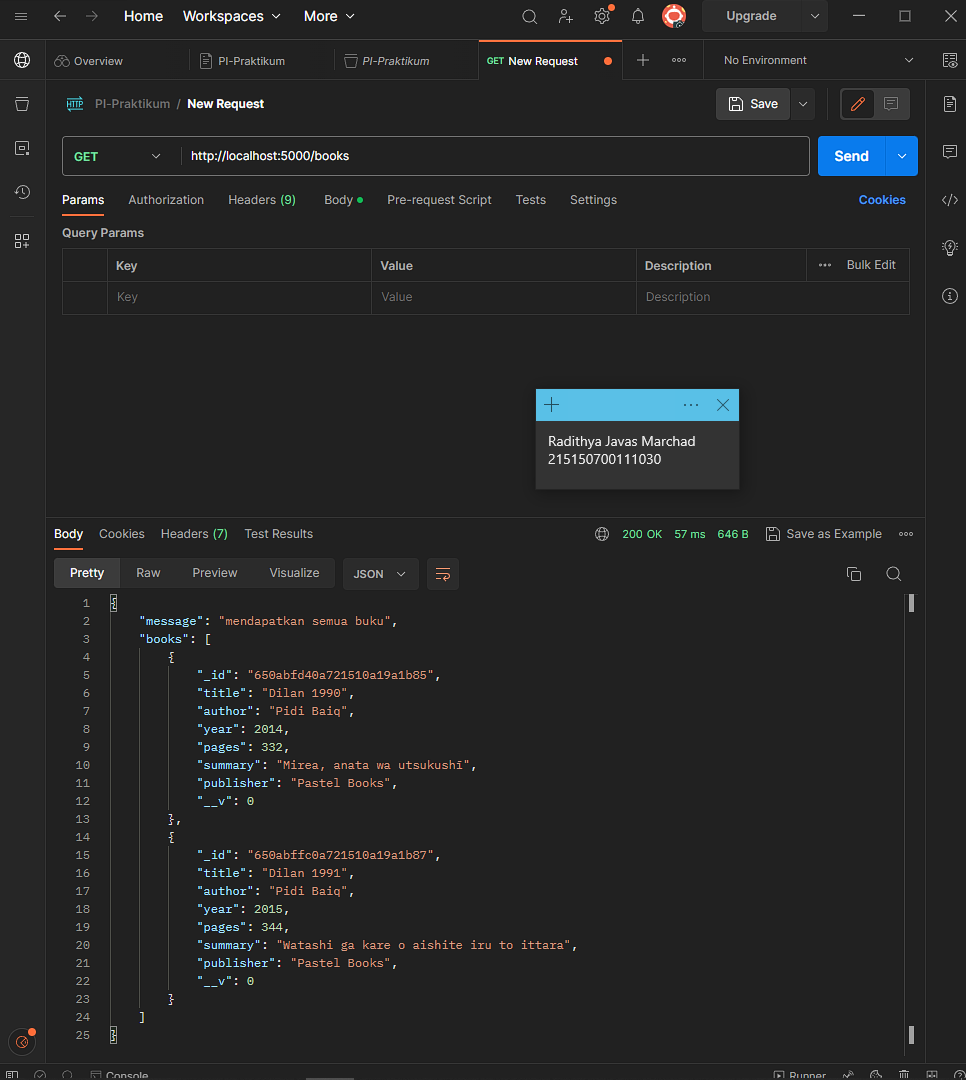 Home Workspaces More Upgrade
Overview PI-Praktikum PI-Praktikum GET New Request No Environment
HTTP PI-Praktikum / New Request Save
GET http://localhost:5000/books Send
Params Authorization Headers (9) Body Pre-request Script Tests Settings Cookies
Query Params
Key Value Description Bulk Edit
Key Value Description
Radithya Javas Marchad
215150700111030
Body Cookies Headers (7) Test Results 200 OK 57 ms 646 B Save as Example
Pretty Raw Preview Visualize JSON
1 {
2 "message": "mendapatkan semua buku",
3 "books": [
4 {
5 "_id": "650abfd40a721510a19a1b85",
6 "title": "Dilan 1990",
7 "author": "Pidi Baiq",
8 "year": 2014,
9 "pages": 332,
10 "summary": "Mirea, anata wa utsukushī",
11 "publisher": "Pastel Books",
12 "__v": 0
13 },
14 {
15 "_id": "650abffc0a721510a19a1b87",
16 "title": "Dilan 1991",
17 "author": "Pidi Baiq",
18 "year": 2015,
19 "pages": 344,
20 "summary": "Watashi ga kare o aishite iru to ittara",
21 "publisher": "Pastel Books",
22 "__v": 0
23 }
24 ]
25 }
Console Runner